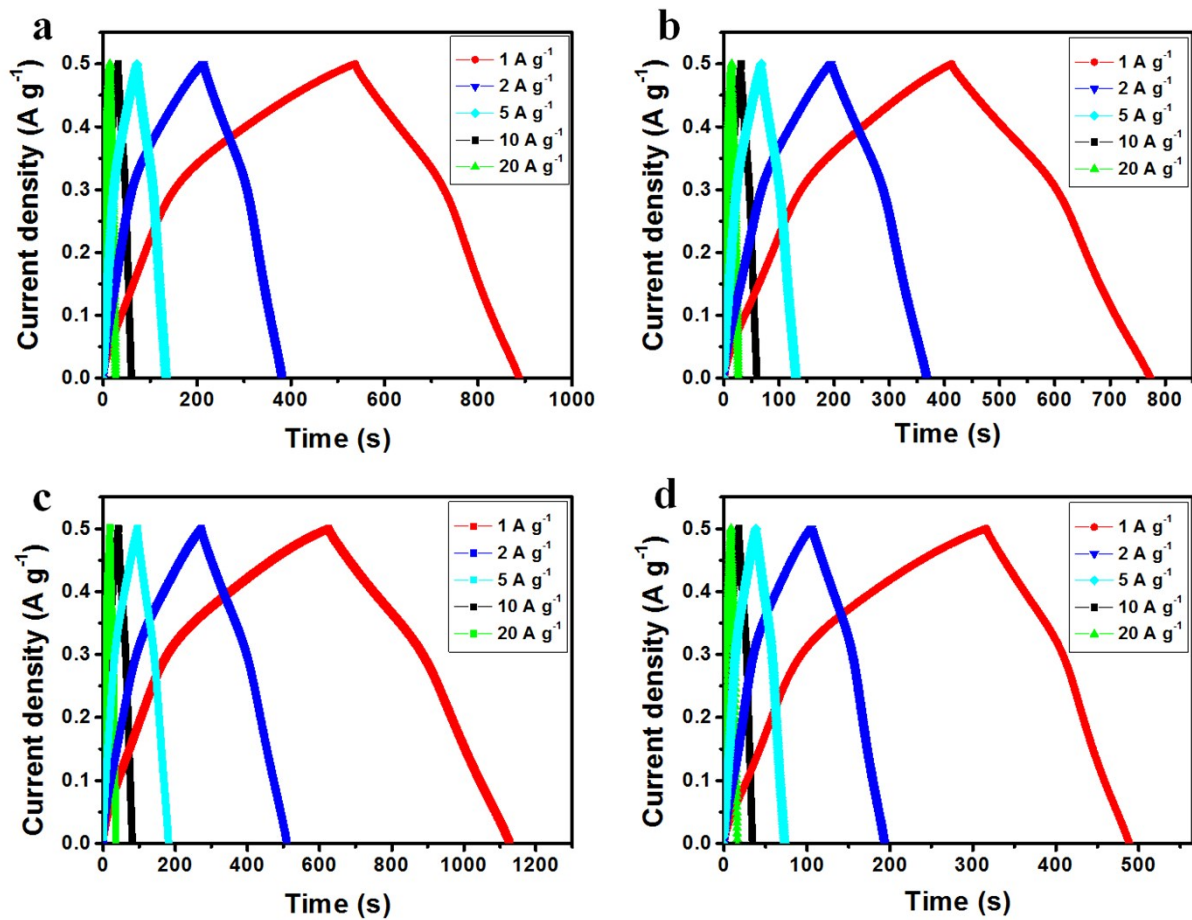 a
Current density (A g⁻¹)
0.5
0.4
0.3
0.2
0.1
0.0
0 200 400 600 800 1000
Time (s)
1 A g⁻¹
2 A g⁻¹
5 A g⁻¹
10 A g⁻¹
20 A g⁻¹
b
Current density (A g⁻¹)
0.5
0.4
0.3
0.2
0.1
0.0
0 100 200 300 400 500 600 700 800
Time (s)
1 A g⁻¹
2 A g⁻¹
5 A g⁻¹
10 A g⁻¹
20 A g⁻¹
c
Current density (A g⁻¹)
0.5
0.4
0.3
0.2
0.1
0.0
0 200 400 600 800 1000 1200
Time (s)
1 A g⁻¹
2 A g⁻¹
5 A g⁻¹
10 A g⁻¹
20 A g⁻¹
d
Current density (A g⁻¹)
0.5
0.4
0.3
0.2
0.1
0.0
0 100 200 300 400 500
Time (s)
1 A g⁻¹
2 A g⁻¹
5 A g⁻¹
10 A g⁻¹
20 A g⁻¹